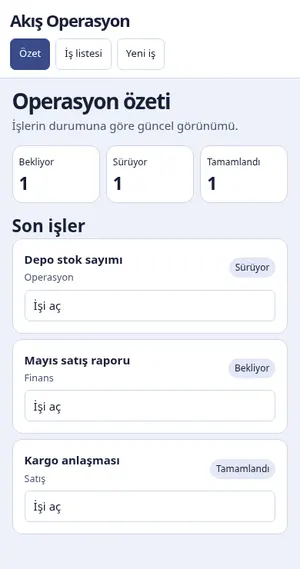 Akış Operasyon
Özet
İş listesi
Yeni iş
Operasyon özeti
İşlerin durumuna göre güncel görünümü.
Bekliyor
1
Sürüyor
1
Tamamlandı
1
Son işler
Depo stok sayımı
Operasyon
Sürüyor
İşi aç
Mayıs satış raporu
Finans
Bekliyor
İşi aç
Kargo anlaşması
Satış
Tamamlandı
İşi aç